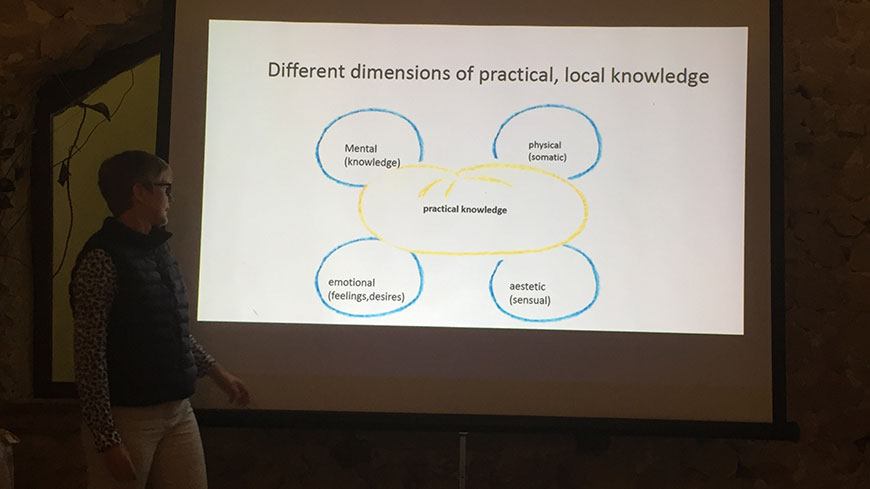 Different dimensions of practical, local knowledge
Mental
(knowledge)
physical
(somatic)
practical knowledge
emotional
(feelings,desires)
aestetic
(sensual)